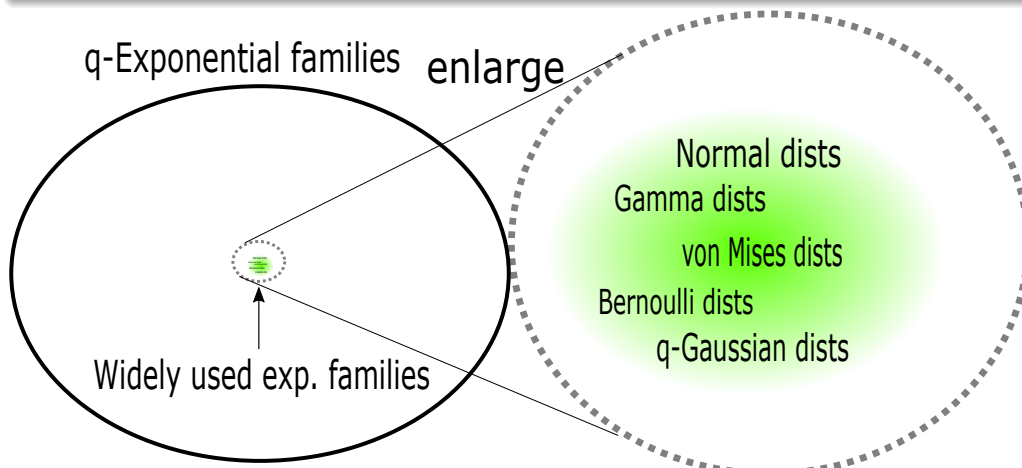 q-Exponential families
enlarge
Widely used exp. families
Normal dists
Gamma dists
von Mises dists
Bernoulli dists
q-Gaussian dists